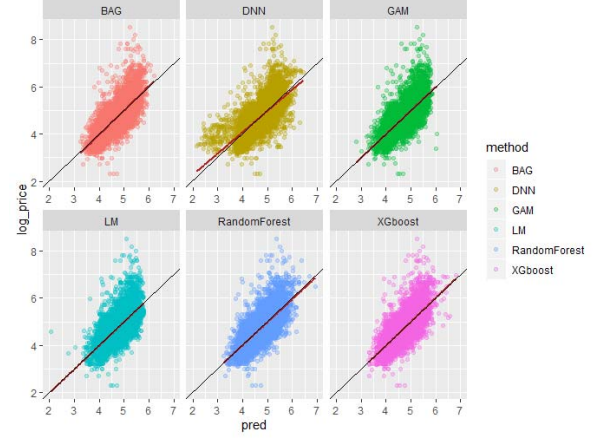 BAG DNN GAM
8
6
4
2
log_price
LM RandomForest XGboost
8
6
4
2
2 3 4 5 6 7 2 3 4 5 6 7 2 3 4 5 6 7
pred
method
BAG
DNN
GAM
LM
RandomForest
XGboost